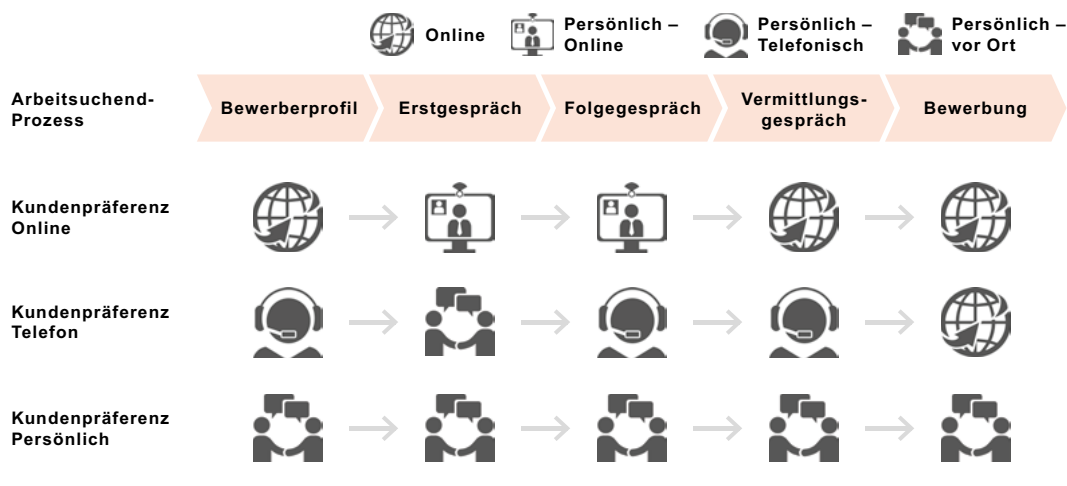 Online
Persönlich –
Online
Persönlich –
Telefonisch
Persönlich –
vor Ort
Arbeitsuchend-
Prozess
Bewerberprofil
Erstgespräch
Folgegespräch
Vermittlungs-
gespräch
Bewerbung
Kundenpräferenz
Online
Kundenpräferenz
Telefon
Kundenpräferenz
Persönlich